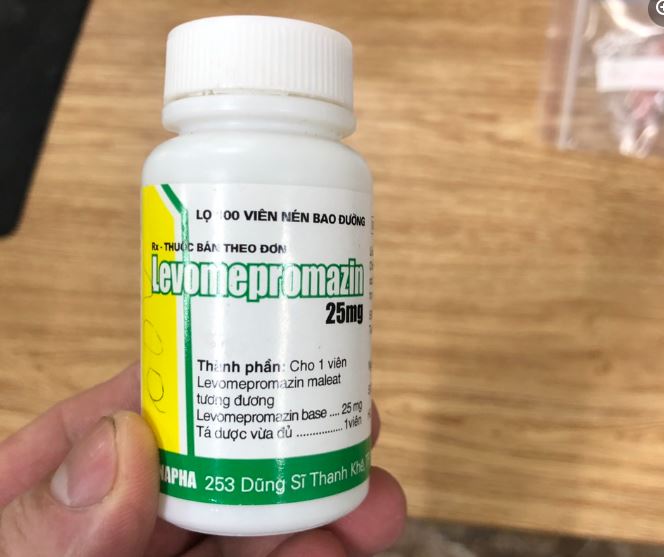 LỌ 100 VIÊN NÉN BAO ĐƯỜNG
Rx - THUỐC BÁN THEO ĐƠN
Levomepromazin
25mg
Thành phần: Cho 1 viên
Levomepromazin maleat
tương đương
Levomepromazin base .... 25 mg
Tá dược vừa đủ ................ 1viên
253 Dũng Sĩ Thanh Khê,